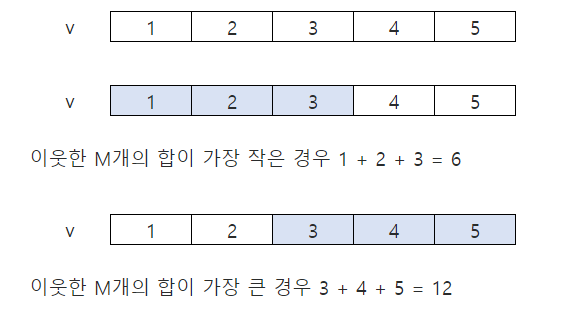 v 1 2 3 4 5
v 1 2 3 4 5
이웃한 M개의 합이 가장 작은 경우 1 + 2 + 3 = 6
v 1 2 3 4 5
이웃한 M개의 합이 가장 큰 경우 3 + 4 + 5 = 12